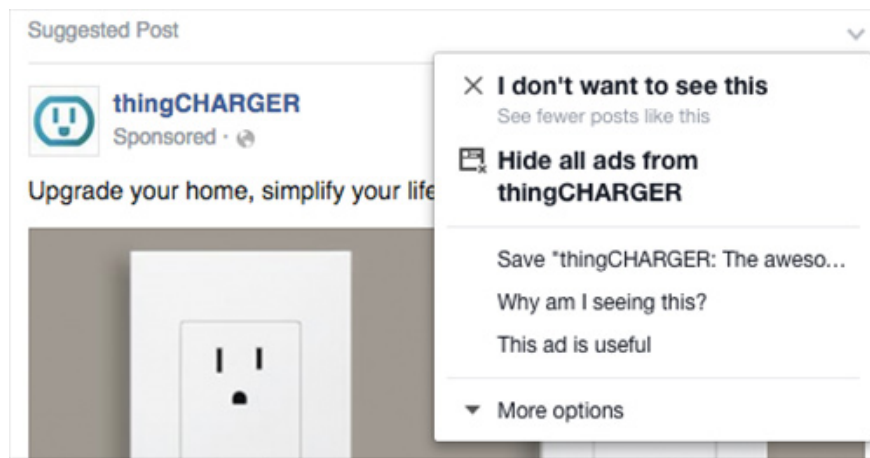 Suggested Post
thingCHARGER
Sponsored ·
Upgrade your home, simplify your life
I don't want to see this
See fewer posts like this
Hide all ads from
thingCHARGER
Save "thingCHARGER: The aweso...
Why am I seeing this?
This ad is useful
More options